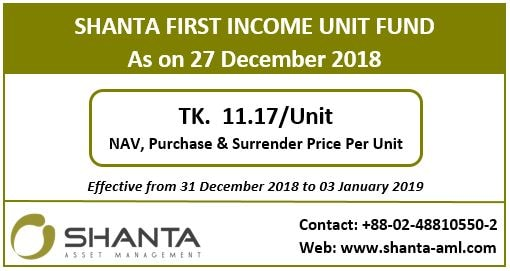 SHANTA FIRST INCOME UNIT FUND
As on 27 December 2018
TK. 11.17/Unit
NAV, Purchase & Surrender Price Per Unit
Effective from 31 December 2018 to 03 January 2019
SHANTA
ASSET MANAGEMENT
Contact: +88-02-48810550-2
Web: www.shanta-aml.com